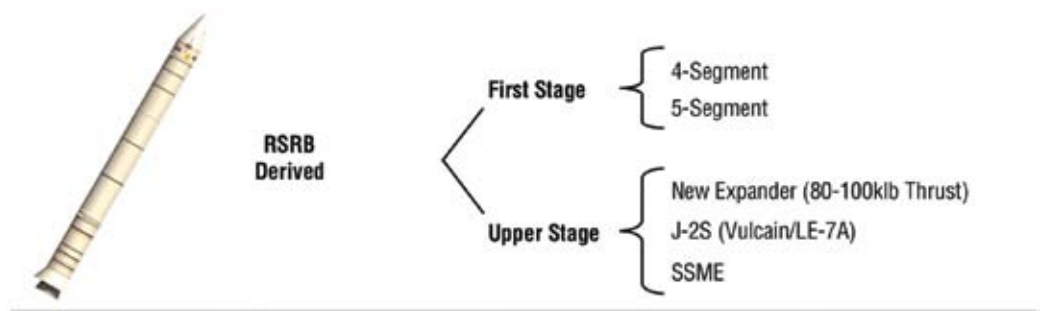 RSRB
Derived
First Stage
4-Segment
5-Segment
Upper Stage
New Expander (80-100klb Thrust)
J-2S (Vulcain/LE-7A)
SSME